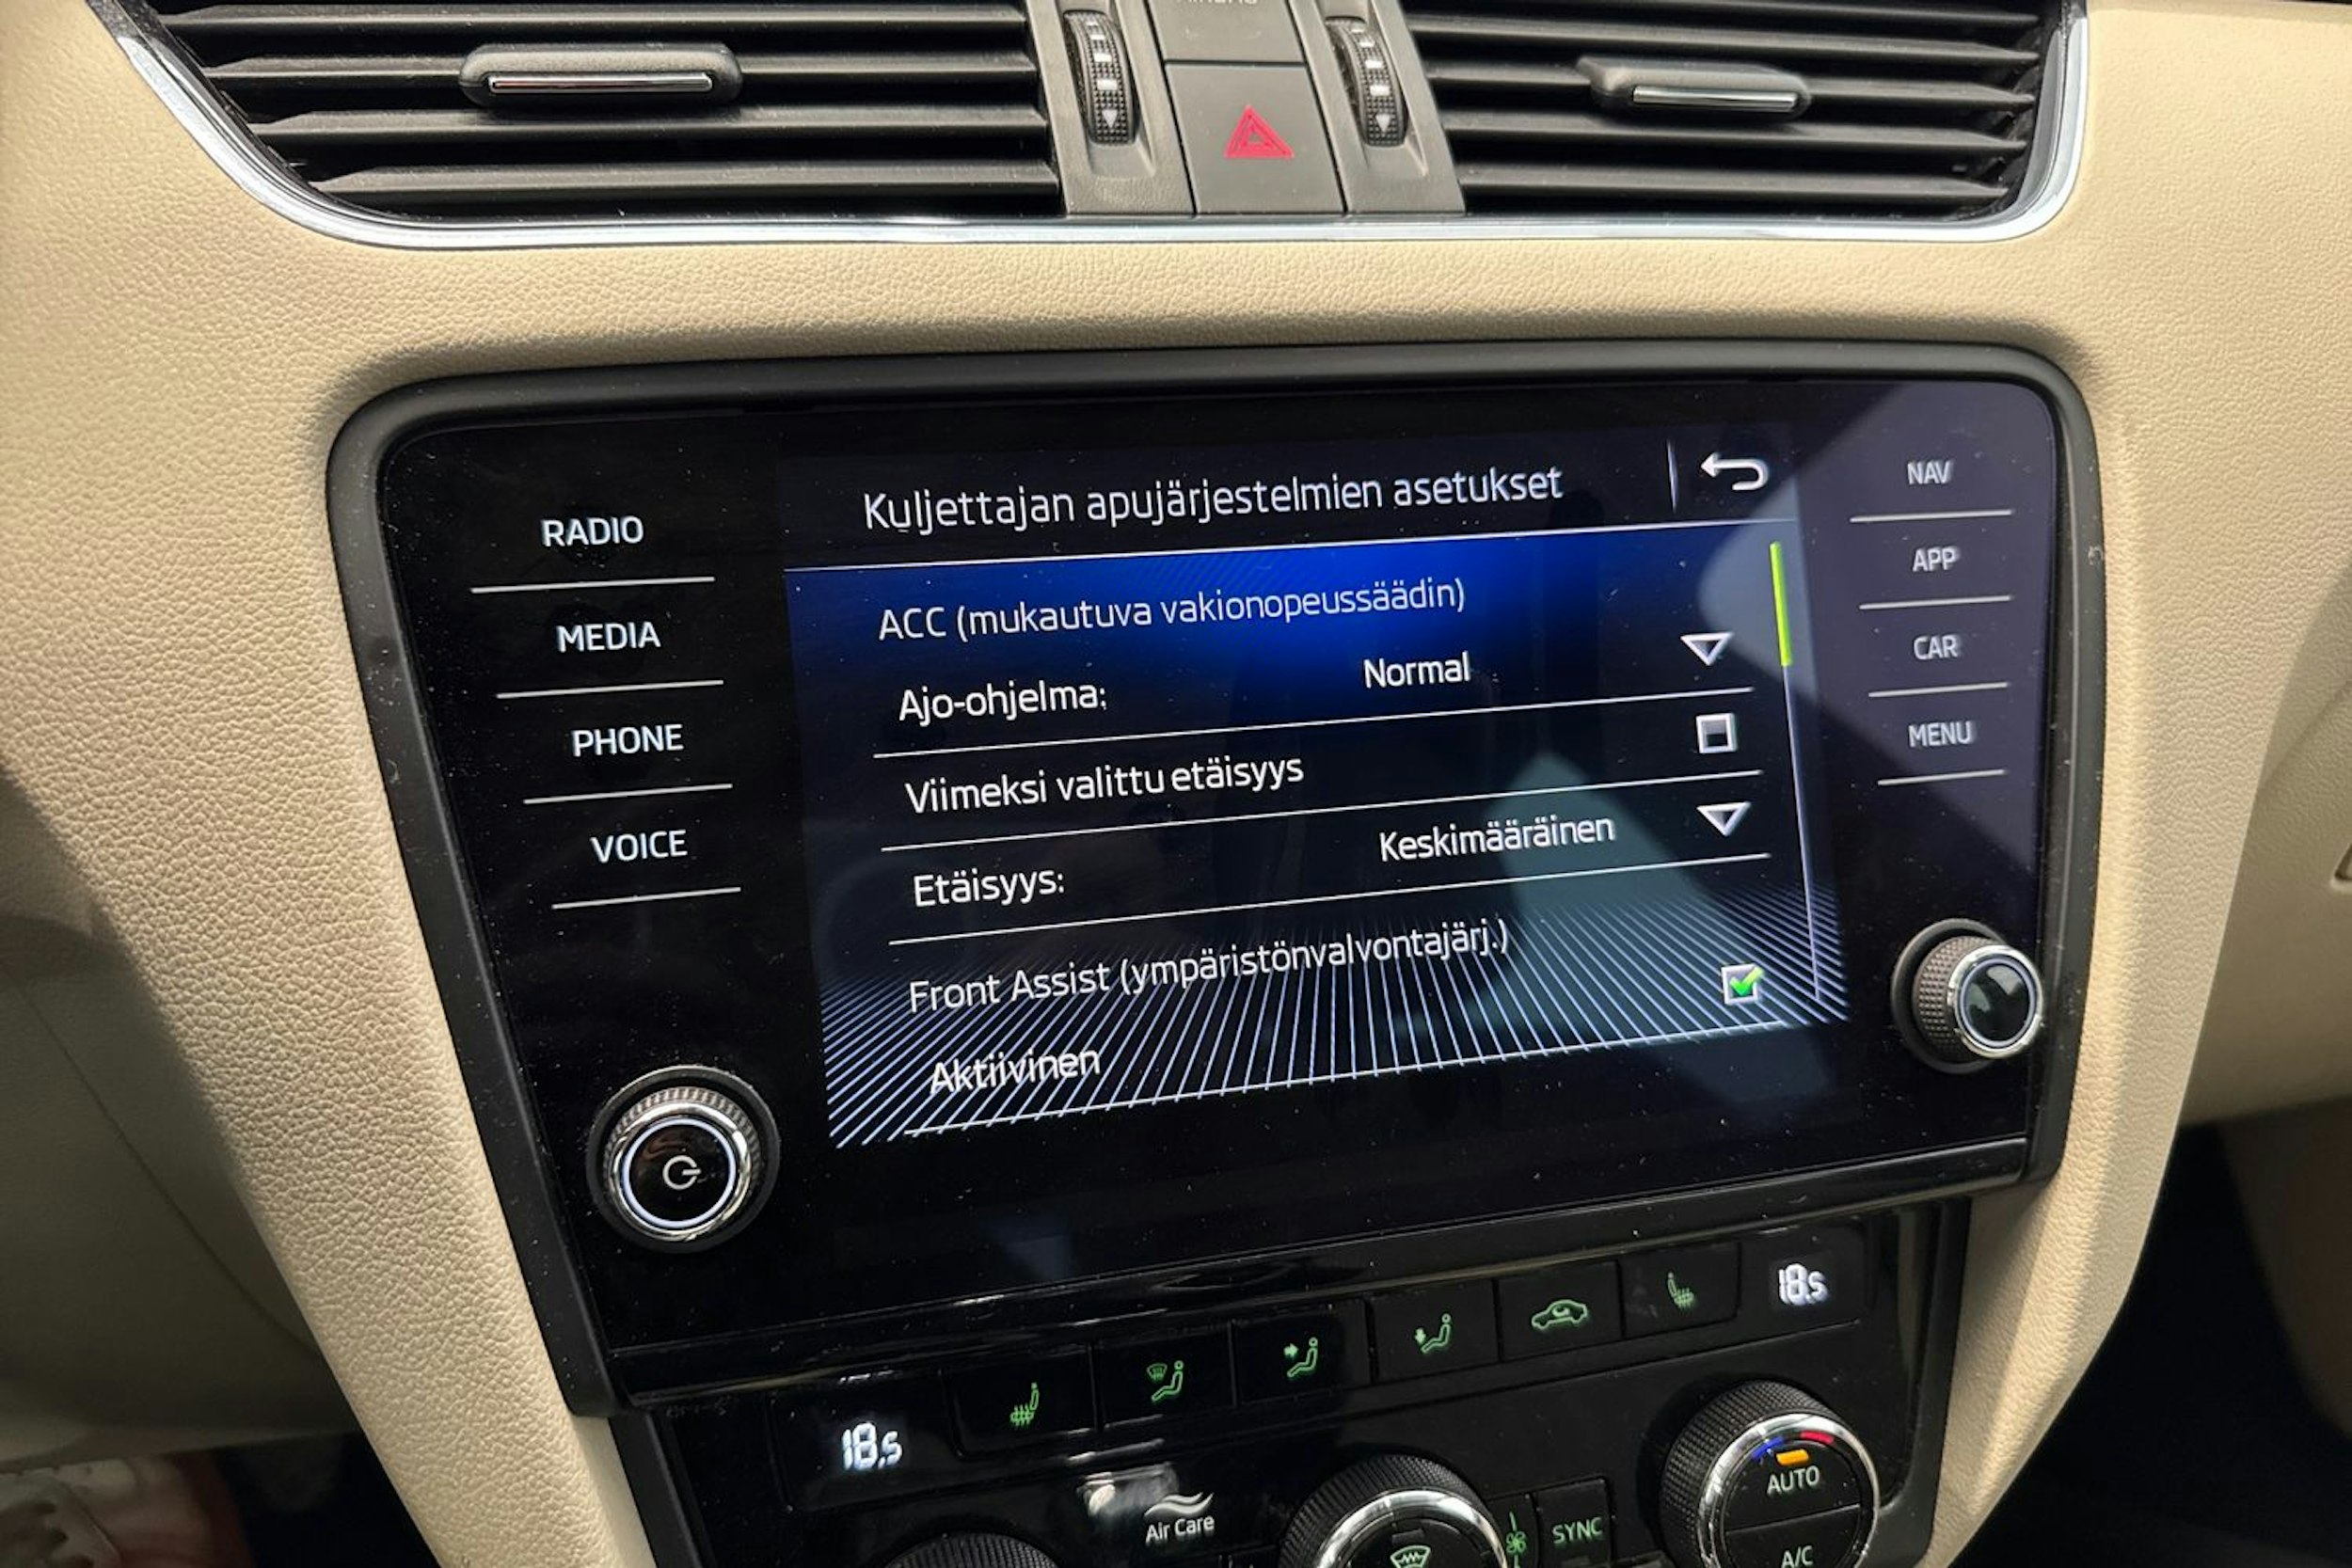 RADIO
MEDIA
PHONE
VOICE
Kuljettajan apujärjestelmien asetukset
ACC (mukautuva vakionopeussäädin)
Ajo-ohjelma: Normal
Viimeksi valittu etäisyys
Etäisyys: Keskimääräinen
Front Assist (ympäristönvalvontajärj.)
Aktiivinen
NAV
APP
CAR
MENU
18.5
18.5
Air Care
SYNC
AUTO
A/C